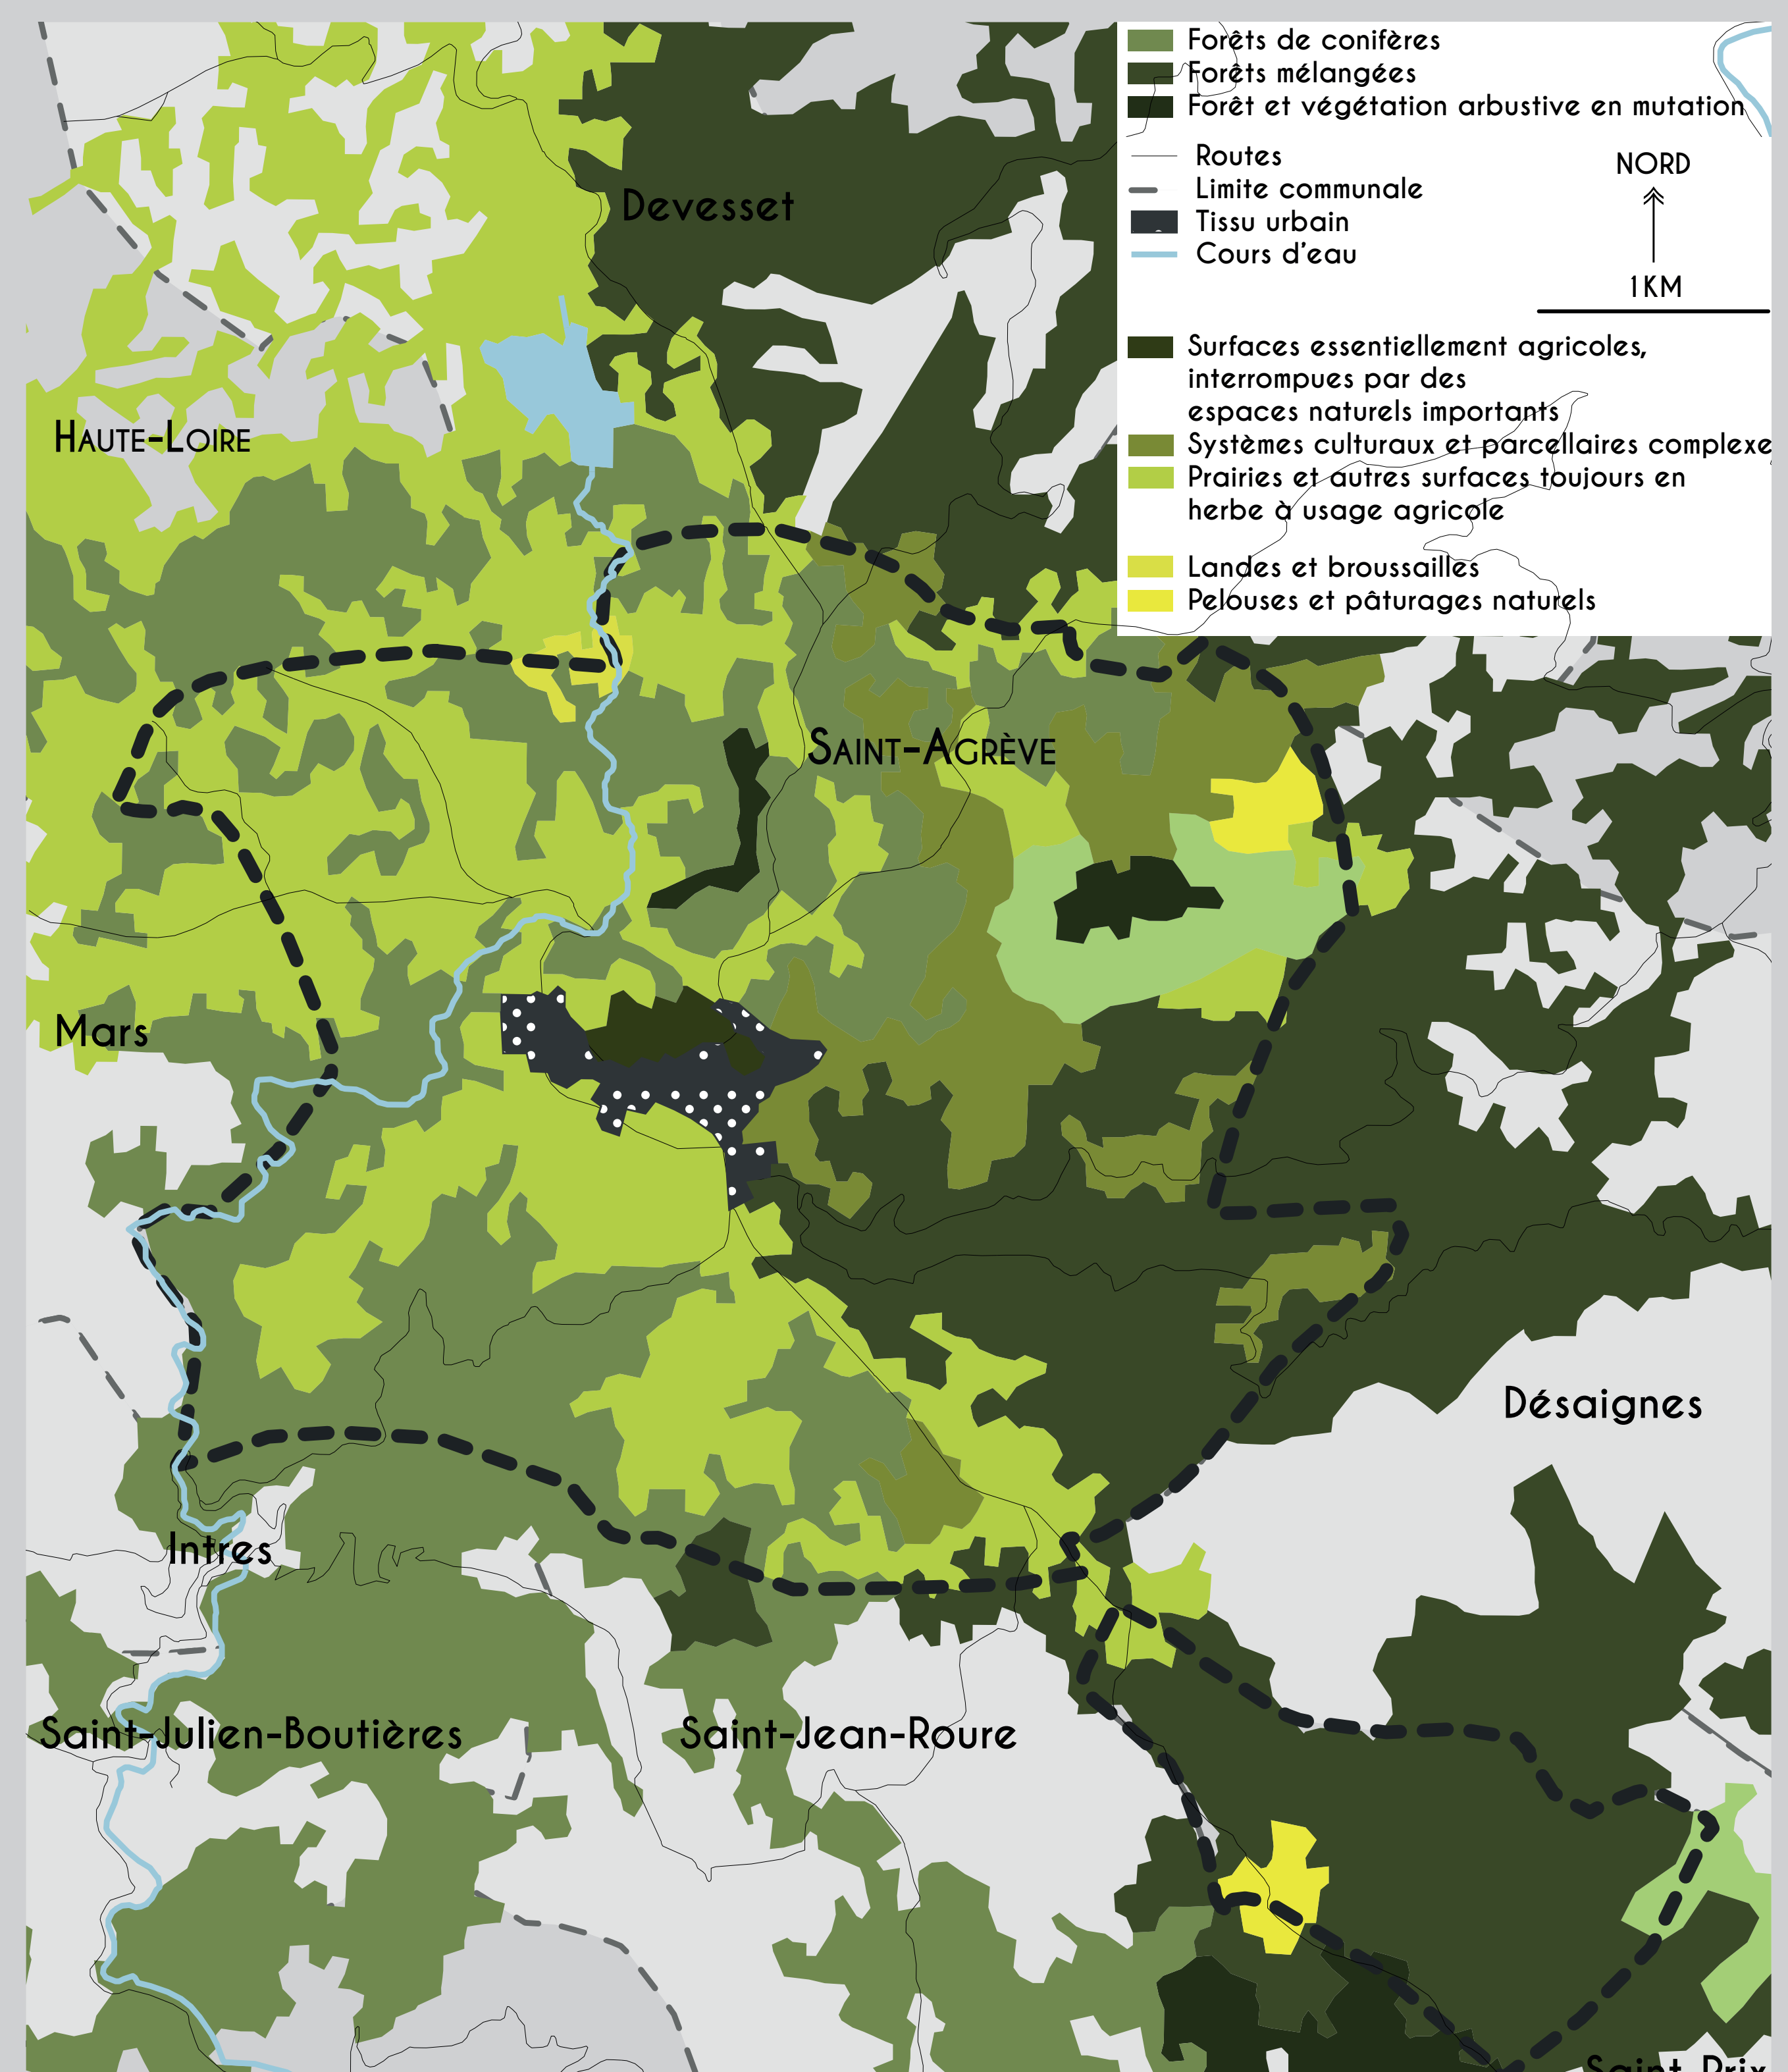 Forêts de conifères
Forêts mélangées
Forêt et végétation arbustive en mutation
Routes
Limite communale
Tissu urbain
Cours d'eau
NORD
1KM
Surfaces essentiellement agricoles,
interrompues par des
espaces naturels importants
Systèmes culturaux et parcellaires complexe
Prairies et autres surfaces toujours en
herbe à usage agricole
Landes et broussailles
Pelouses et pâturages naturels
Devesset
HAUTE-LOIRE
SAINT-AGRÈVE
Mars
Désaignes
Intres
Saint-Julien-Boutières
Saint-Jean-Roure
Saint-Prix